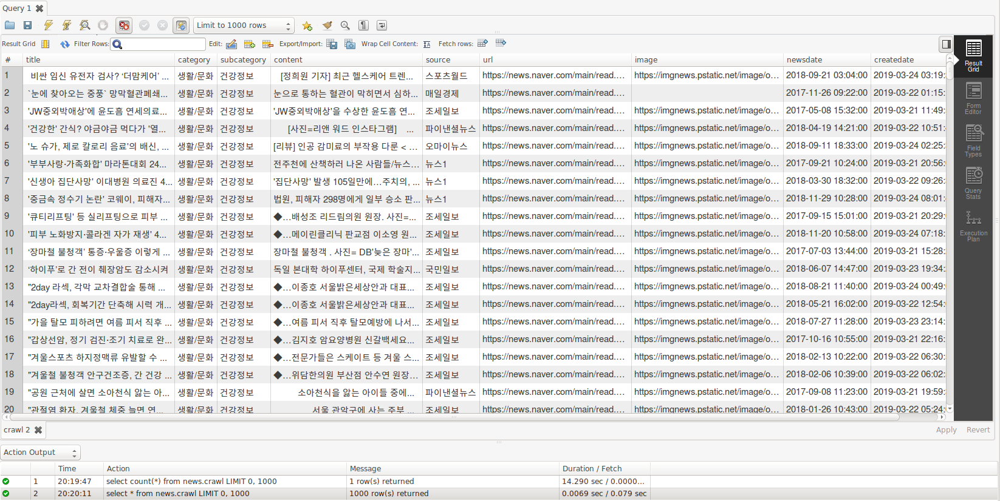 Query 1
Limit to 1000 rows
Result Grid Filter Rows: Edit: Export/Import: Wrap Cell Content: Fetch rows:
# title category subcategory content source url image newsdate createdate
1 비싼 임신 유전자 검사? ‘더맘케어’ ... 생활/문화 건강정보 [정희원 기자] 최근 헬스케어 트렌... 스포츠월드 https://news.naver.com/main/read.... https://imgnews.pstatic.net/image/o... 2018-09-21 03:04:00 2019-03-24 03:19:
2 `눈에 찾아오는 중풍` 망막혈관폐쇄... 생활/문화 건강정보 눈으로 통하는 혈관이 막히면서 심하... 매일경제 https://news.naver.com/main/read.... 2017-11-26 09:22:00 2019-03-22 01:15:
3 'JW중외박애상'에 윤도흠 연세의료... 생활/문화 건강정보 'JW중외박애상'을 수상한 윤도흠 연... 조세일보 https://news.naver.com/main/read.... https://imgnews.pstatic.net/image/o... 2017-05-08 15:32:00 2019-03-21 11:49:
4 '건강한' 간식? 야금야금 먹다가 '열... 생활/문화 건강정보 [사진=리앤 워드 인스타그램] ... 파이낸셜뉴스 https://news.naver.com/main/read.... https://imgnews.pstatic.net/image/o... 2018-04-19 14:21:00 2019-03-22 10:51:
5 '노 슈가, 제로 칼로리 음료'의 배신, ... 생활/문화 건강정보 [리뷰] 인공 감미료의 부작용 다룬 < ... 오마이뉴스 https://news.naver.com/main/read.... https://imgnews.pstatic.net/image/o... 2018-09-11 18:33:00 2019-03-24 02:25:
6 '부부사랑·가족화합' 마라톤대회 24... 생활/문화 건강정보 전주천에 산책하러 나온 사람들/뉴스... 뉴스1 https://news.naver.com/main/read.... https://imgnews.pstatic.net/image/o... 2017-09-21 10:24:00 2019-03-21 20:56:
7 '신생아 집단사망' 이대병원 의료진 4... 생활/문화 건강정보 '집단사망' 발생 105일만에...주치의, ... 뉴스1 https://news.naver.com/main/read.... https://imgnews.pstatic.net/image/o... 2018-03-30 18:32:00 2019-03-22 09:26:
8 '중금속 정수기 논란' 코웨이, 피해자... 생활/문화 건강정보 법원, 피해자 298명에게 일부 승소 판... 뉴스1 https://news.naver.com/main/read.... https://imgnews.pstatic.net/image/o... 2018-11-29 10:28:00 2019-03-24 08:01:
9 '큐티리프팅' 등 실리프팅으로 피부 ... 생활/문화 건강정보 ◆...배성조 리드림의원 원장. 사진=... 조세일보 https://news.naver.com/main/read.... https://imgnews.pstatic.net/image/o... 2017-09-15 15:01:00 2019-03-21 20:29:
10 '피부 노화방지·콜라겐 자가 재생' 4... 생활/문화 건강정보 ◆...메이린클리닉 판교점 이소영 원... 조세일보 https://news.naver.com/main/read.... https://imgnews.pstatic.net/image/o... 2018-11-20 10:58:00 2019-03-24 07:18:
11 ‘장마철 불청객’ 통증·우울증 이렇게 ... 생활/문화 건강정보 장마철 불청객 . 사진= DB'늦은 장마'... 조세일보 https://news.naver.com/main/read.... https://imgnews.pstatic.net/image/o... 2017-07-03 13:44:00 2019-03-21 15:28:
12 ‘하이푸’로 간 전이 췌장암도 감소시켜 생활/문화 건강정보 독일 본대학 하이푸센터, 국제 학술지... 국민일보 https://news.naver.com/main/read.... https://imgnews.pstatic.net/image/o... 2018-06-07 14:47:00 2019-03-23 19:34:
13 "2day 라섹, 각막 교차결합술 통해 ... 생활/문화 건강정보 ◆...이종호 서울밝은세상안과 대표... 조세일보 https://news.naver.com/main/read.... https://imgnews.pstatic.net/image/o... 2018-08-21 11:40:00 2019-03-24 00:49:
14 "2day라섹, 회복기간 단축해 시력 개... 생활/문화 건강정보 ◆...이종호 서울밝은세상안과 대표... 조세일보 https://news.naver.com/main/read.... https://imgnews.pstatic.net/image/o... 2018-05-21 16:02:00 2019-03-22 12:54:
15 "가을 탈모 피하려면 여름 피서 직후 ... 생활/문화 건강정보 ◆...여름 피서 직후 탈모예방에 나서... 조세일보 https://news.naver.com/main/read.... https://imgnews.pstatic.net/image/o... 2018-07-27 11:28:00 2019-03-23 23:14:
16 "갑상선암, 정기 검진·조기 치료로 완... 생활/문화 건강정보 ◆...김지호 암요양병원 신갈백세요... 조세일보 https://news.naver.com/main/read.... https://imgnews.pstatic.net/image/o... 2017-10-16 10:55:00 2019-03-21 22:16:
17 "겨울스포츠 하지정맥류 유발할 수 ... 생활/문화 건강정보 ◆...전문가들은 스케이트 등 겨울 스... 조세일보 https://news.naver.com/main/read.... https://imgnews.pstatic.net/image/o... 2018-02-13 10:22:00 2019-03-22 06:30:
18 "겨울철 불청객 안구건조증, 간 건강 ... 생활/문화 건강정보 ◆...위담한의원 부산점 안수연 원장... 조세일보 https://news.naver.com/main/read.... https://imgnews.pstatic.net/image/o... 2018-02-06 10:39:00 2019-03-22 06:02:
19 "공원 근처에 살면 소아천식 앓는 아... 생활/문화 건강정보 소아천식을 앓는 아이들 중에... 파이낸셜뉴스 https://news.naver.com/main/read.... https://imgnews.pstatic.net/image/o... 2017-09-08 11:23:00 2019-03-21 19:59:
20 "관절염 환자, 겨울철 체중 늘면 연... 생활/문화 건강정보 서울 관악구에 사는 주부 ... 조세일보 https://news.naver.com/main/read.... https://imgnews.pstatic.net/image/o... 2018-01-26 10:43:00 2019-03-22 05:24:
Result
Grid
Form
Editor
Field
Types
Query
Stats
Execution
Plan
crawl 2 Apply Revert
Action Output
Time Action Message Duration / Fetch
1 20:19:47 select count(*) from news.crawl LIMIT 0, 1000 1 row(s) returned 14.290 sec / 0.0000...
2 20:20:11 select * from news.crawl LIMIT 0, 1000 1000 row(s) returned 0.0069 sec / 0.079 sec